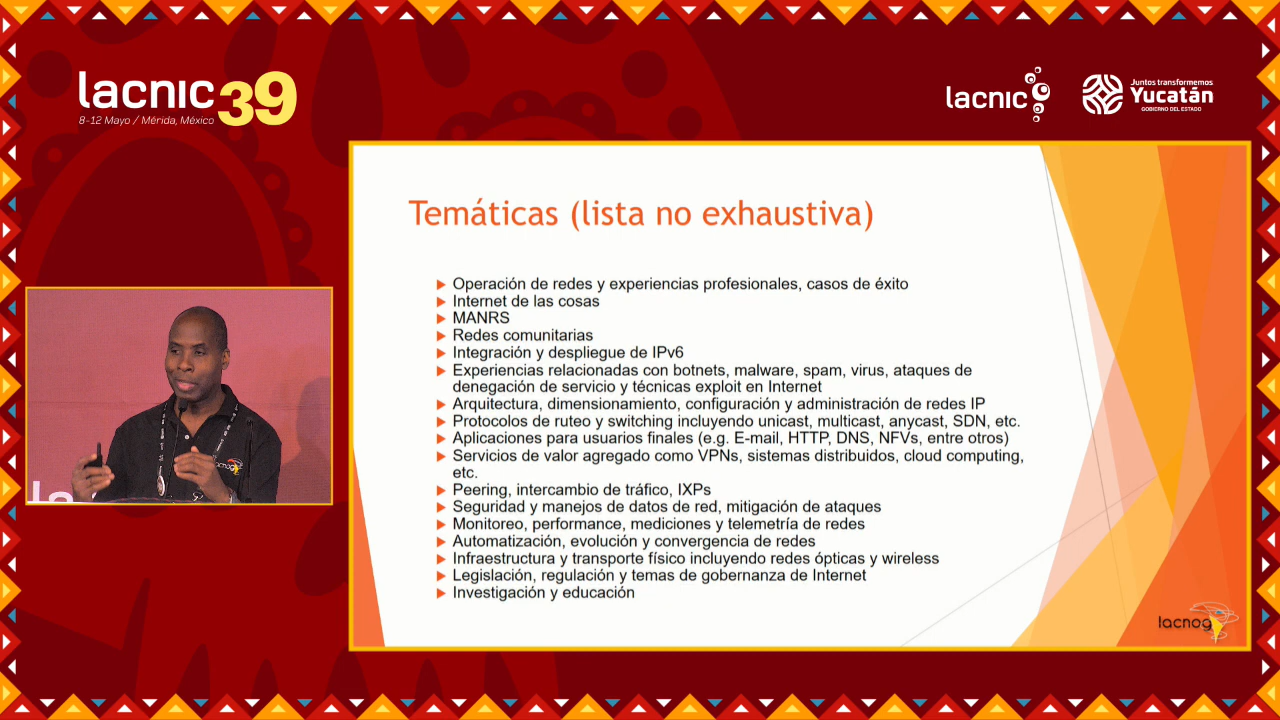 lacnic 39
8-12 Mayo / Mérida, México
lacnic
Juntos transformemos
Yucatán
GOBIERNO DEL ESTADO
Temáticas (lista no exhaustiva)
Operación de redes y experiencias profesionales, casos de éxito
Internet de las cosas
MANRS
Redes comunitarias
Integración y despliegue de IPv6
Experiencias relacionadas con botnets, malware, spam, virus, ataques de
denegación de servicio y técnicas exploit en Internet
Arquitectura, dimensionamiento, configuración y administración de redes IP
Protocolos de ruteo y switching incluyendo unicast, multicast, anycast, SDN, etc.
Aplicaciones para usuarios finales (e.g. E-mail, HTTP, DNS, NFVs, entre otros)
Servicios de valor agregado como VPNs, sistemas distribuidos, cloud computing,
etc.
Peering, intercambio de tráfico, IXPs
Seguridad y manejos de datos de red, mitigación de ataques
Monitoreo, performance, mediciones y telemetría de redes
Automatización, evolución y convergencia de redes
Infraestructura y transporte físico incluyendo redes ópticas y wireless
Legislación, regulación y temas de gobernanza de Internet
Investigación y educación
lacnog
lacnog